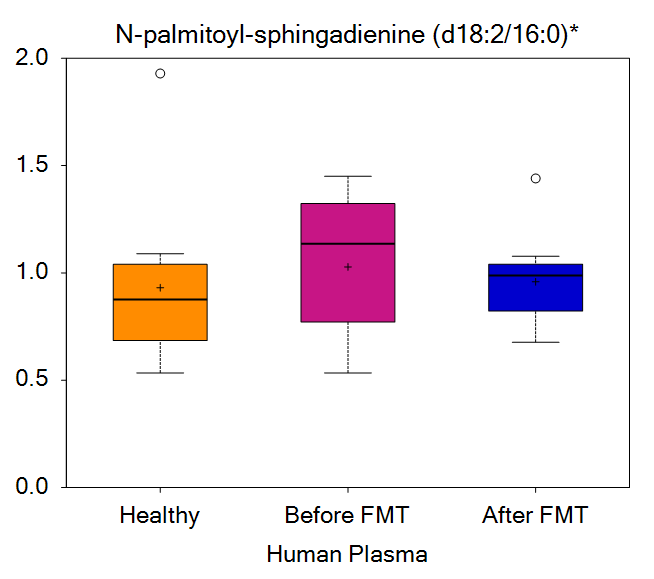 N-palmitoyl-sphingadienine (d18:2/16:0)*
2.0
1.5
1.0
0.5
0.0
Healthy Before FMT After FMT
Human Plasma